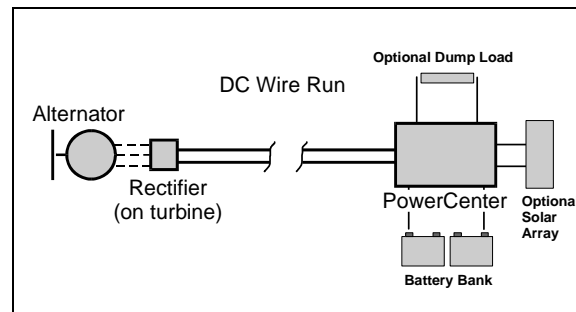 Optional Dump Load
DC Wire Run
Alternator
Rectifier
(on turbine)
PowerCenter
Optiona
Solar
Array
Battery Bank